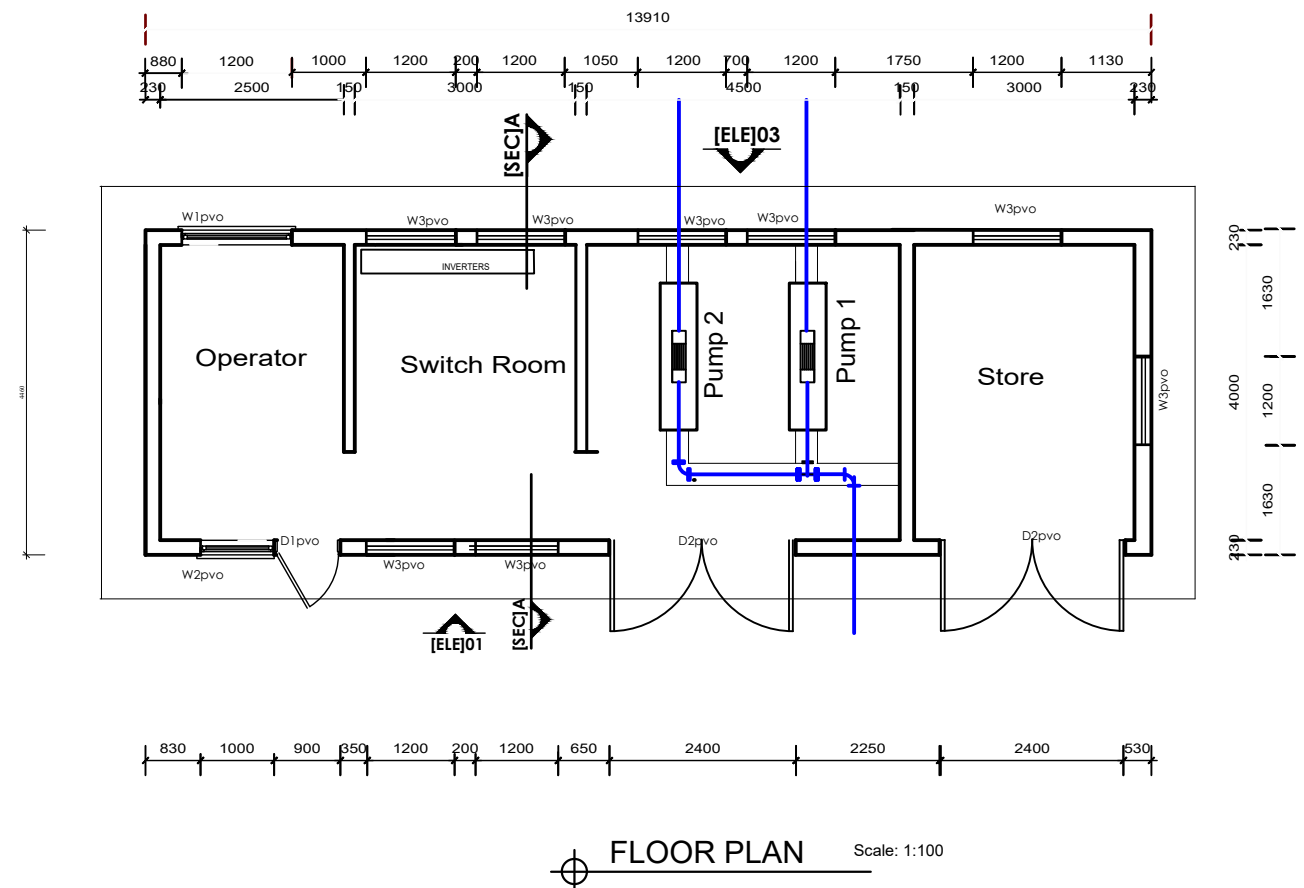 13910
880 1200 1000 1200 200 1200 1050 1200 700 1200 1750 1200 1130
230 2500 150 3000 150 4500 150 3000 230
[SEC]A
[ELE]03
W1pvo W3pvo W3pvo W3pvo W3pvo W3pvo
INVERTERS
Operator
Switch Room
Pump 2
Pump 1
Store
W3pvo
4460
230
1630
4000 1200
1630
230
D1pvo D2pvo D2pvo
W2pvo W3pvo W3pvo
[ELE]01
[SEC]A
830 1000 900 350 1200 200 1200 650 2400 2250 2400 530
FLOOR PLAN Scale: 1:100